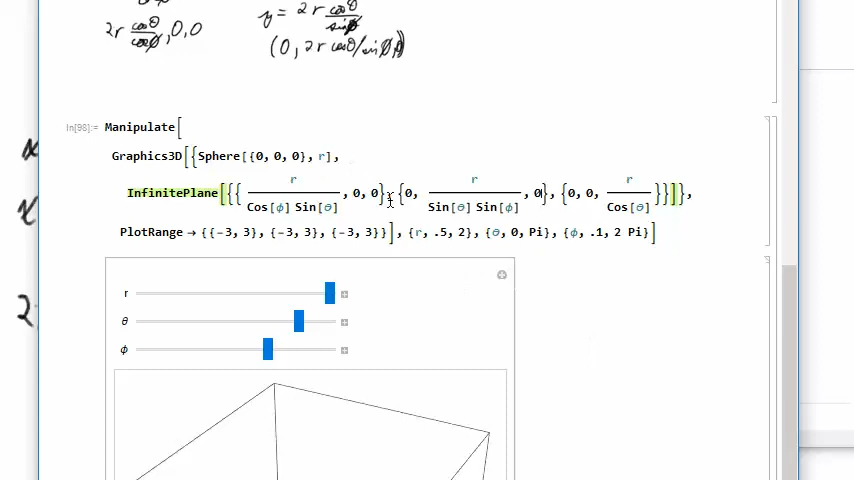 2r cosθ/cosϕ, 0, 0
y = 2r cosθ/sinϕ
(0, 2r cosθ/sinϕ, 0)
In[98]:= Manipulate[
Graphics3D[{Sphere[{0, 0, 0}, r],
InfinitePlane[{{r/(Cos[ϕ] Sin[θ]), 0, 0}, {0, r/(Sin[θ] Sin[ϕ]), 0}, {0, 0, r/Cos[θ]}}]},
PlotRange → {{-3, 3}, {-3, 3}, {-3, 3}}], {r, .5, 2}, {θ, 0, Pi}, {ϕ, .1, 2 Pi}]
r
θ
ϕ